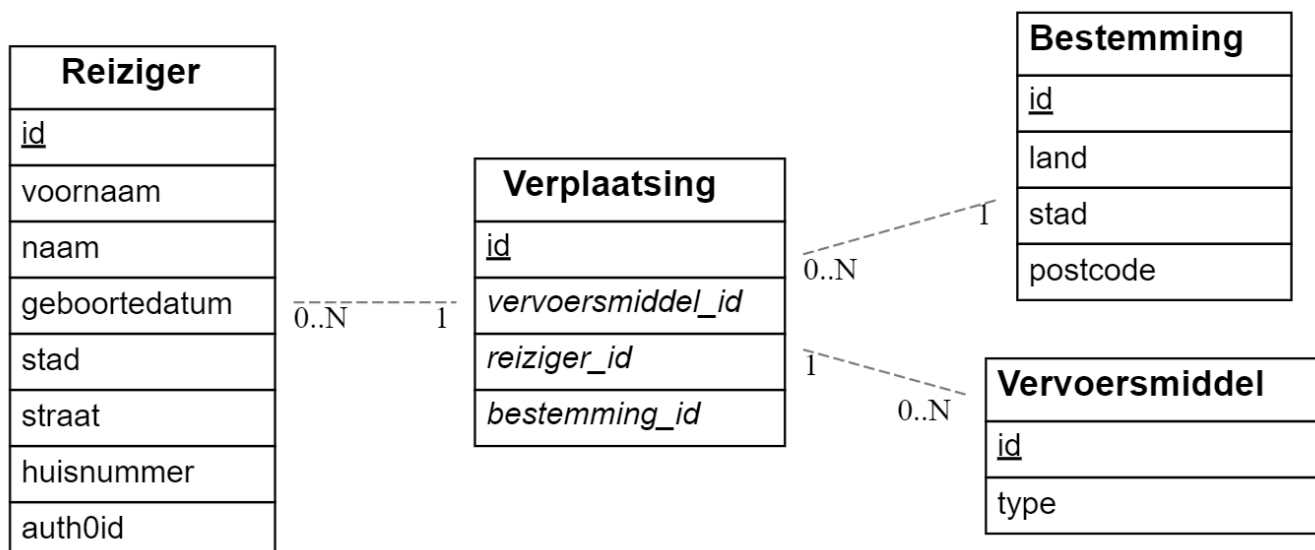 Reiziger
id
voornaam
naam
geboortedatum
stad
straat
huisnummer
auth0id
0..N
1
Verplaatsing
id
vervoersmiddel_id
reiziger_id
bestemming_id
0..N
1
1
0..N
Bestemming
id
land
stad
postcode
Vervoersmiddel
id
type